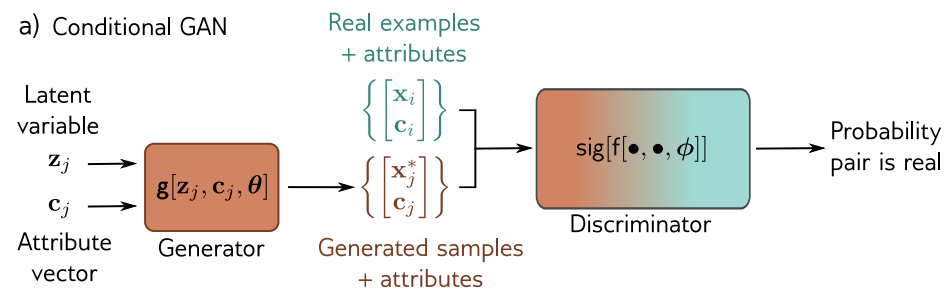 a) Conditional GAN
Real examples
+ attributes
{[x_i c_i]}
Latent
variable
z_j
c_j
Attribute
vector
g[z_j, c_j, θ]
Generator
{[x*_j c_j]}
Generated samples
+ attributes
sig[f[•, •, ϕ]]
Discriminator
Probability
pair is real